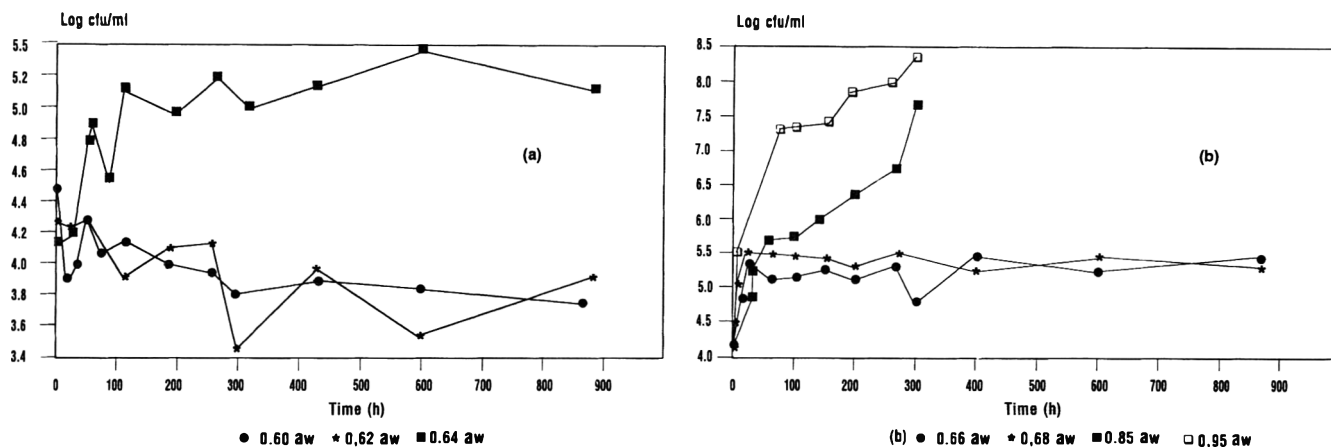 Log cfu/ml
5.5
5.2
5.0
4.8
4.6
4.4
4.2
4.0
3.8
3.6
3.4
0 100 200 300 400 500 600 700 800 900
Time (h)
(a)
● 0.60 aw ★ 0,62 aw ■ 0.64 aw
Log cfu/ml
8.5
8.0
7.5
7.0
6.5
6.0
5.5
5.0
4.5
4.0
0 100 200 300 400 500 600 700 800 900
Time (h)
(b)
(b) ● 0.66 aw ★ 0,68 aw ■ 0.85 aw □ 0,95 aw